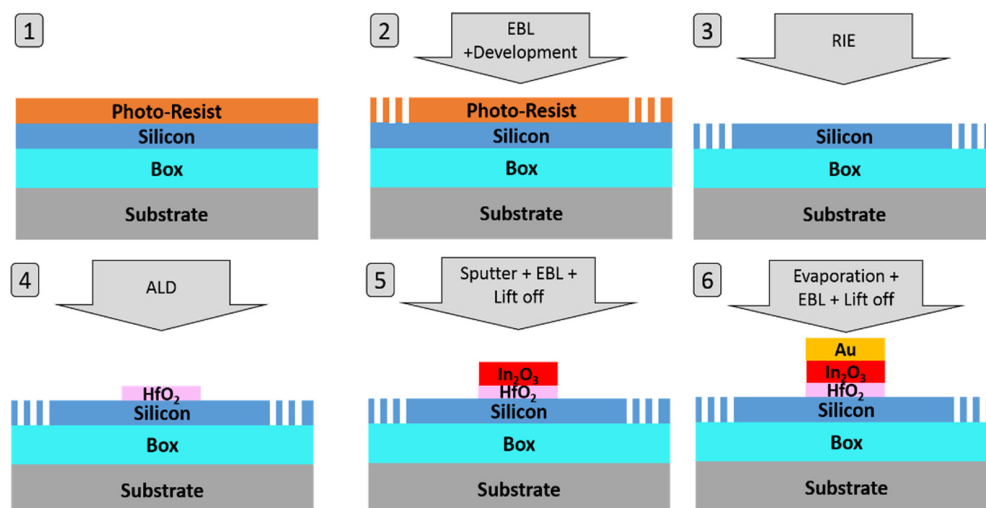 1
Photo-Resist
Silicon
Box
Substrate
2
EBL
+Development
Photo-Resist
Silicon
Box
Substrate
3
RIE
Silicon
Box
Substrate
4
ALD
HfO₂
Silicon
Box
Substrate
5
Sputter + EBL +
Lift off
In₂O₃
HfO₂
Silicon
Box
Substrate
6
Evaporation +
EBL + Lift off
Au
In₂O₃
HfO₂
Silicon
Box
Substrate